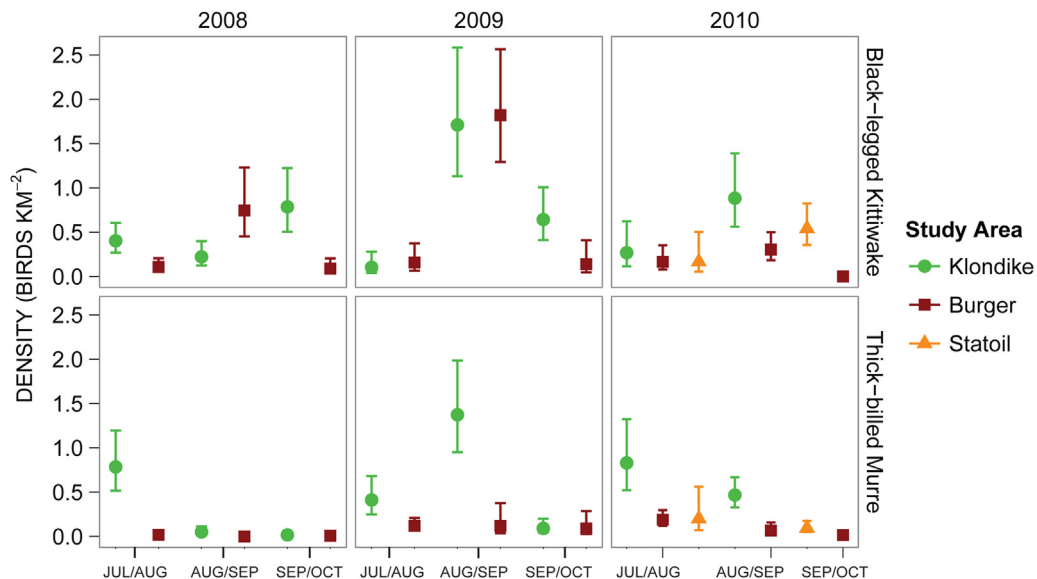 2008 2009 2010
DENSITY (BIRDS KM−2)
2.5
2.0
1.5
1.0
0.5
0.0
Black−legged Kittiwake
2.5
2.0
1.5
1.0
0.5
0.0
Thick−billed Murre
JUL/AUG AUG/SEP SEP/OCT JUL/AUG AUG/SEP SEP/OCT JUL/AUG AUG/SEP SEP/OCT
Study Area
Klondike
Burger
Statoil